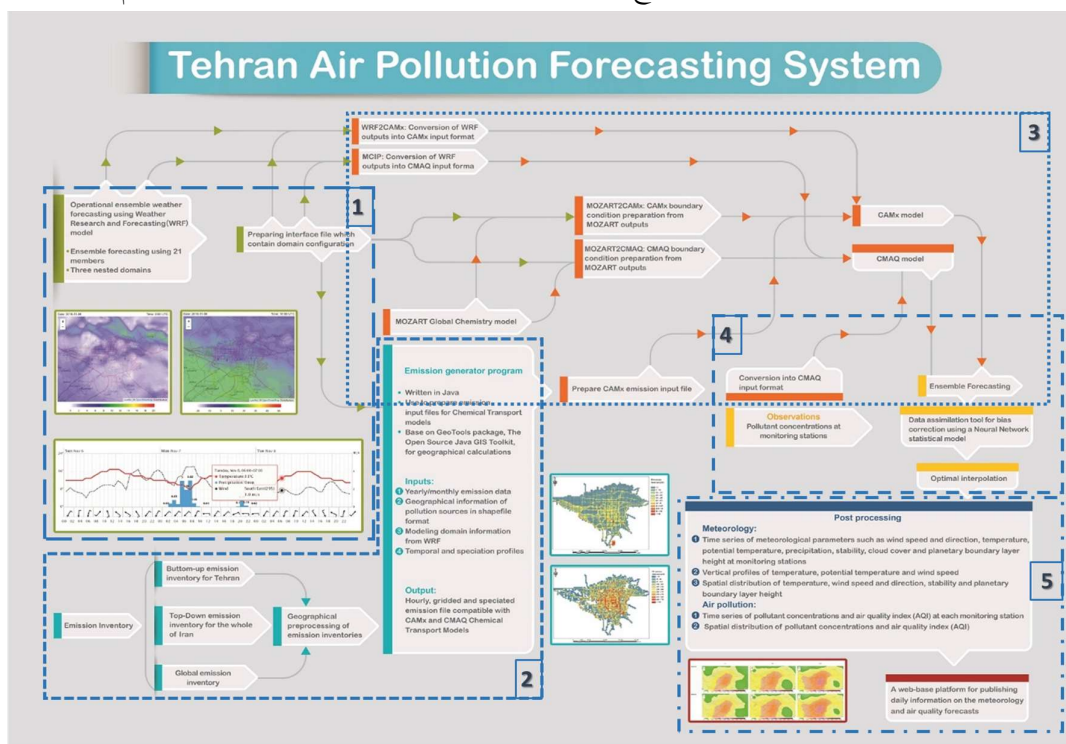 Tehran Air Pollution Forecasting System
WRF2CAMx: Conversion of WRF
outputs into CAMx input format
3
MCIP: Conversion of WRF
outputs into CMAQ input forma
1
Operational ensemble weather
forecasting using Weather
Research and Forecasting(WRF)
model
Ensemble forecasting using 21
members
Three nested domains
Preparing interface file which
contain domain configuration
MOZART2CAMx: CAMx boundary
condition preparation from
MOZART outputs
MOZART2CMAQ: CMAQ boundary
condition preparation from
MOZART outputs
CAMx model
CMAQ model
MOZART Global Chemistry model
4
Emission generator program
Written in Java
Use to prepare emission
input files for Chemical Transport
models
Base on GeoTools package, The
Open Source Java GIS Toolkit,
for geographical calculations
Inputs:
1 Yearly/monthly emission data
2 Geographical information of
pollution sources in shapefile
format
3 Modeling domain information
from WRF
4 Temporal and speciation profiles
Output:
Hourly, gridded and speciated
emission file compatible with
CAMx and CMAQ Chemical
Transport Models
Prepare CAMx emission input file
Conversion into CMAQ
input format
Ensemble Forecasting
Observations
Pollutant concentrations at
monitoring stations
Data assimilation tool for bias
correction using a Neural Network
statistical model
Optimal interpolation
Emission Inventory
Buttom-up emission
inventory for Tehran
Top-Down emission
inventory for the whole
of Iran
Global emission
inventory
Geographical
preprocessing of
emission inventories
2
Post processing
Meteorology:
1 Time series of meteorological parameters such as wind speed and direction, temperature,
potential temperature, precipitation, stability, cloud cover and planetary boundary layer
height at monitoring stations
2 Vertical profiles of temperature, potential temperature and wind speed
3 Spatial distribution of temperature, wind speed and direction, stability and planetary
boundary layer height
Air pollution:
1 Time series of pollutant concentrations and air quality index (AQI) at each monitoring station
2 Spatial distribution of pollutant concentrations and air quality index (AQI)
5
A web-base platform for publishing
daily information on the meteorology
and air quality forecasts